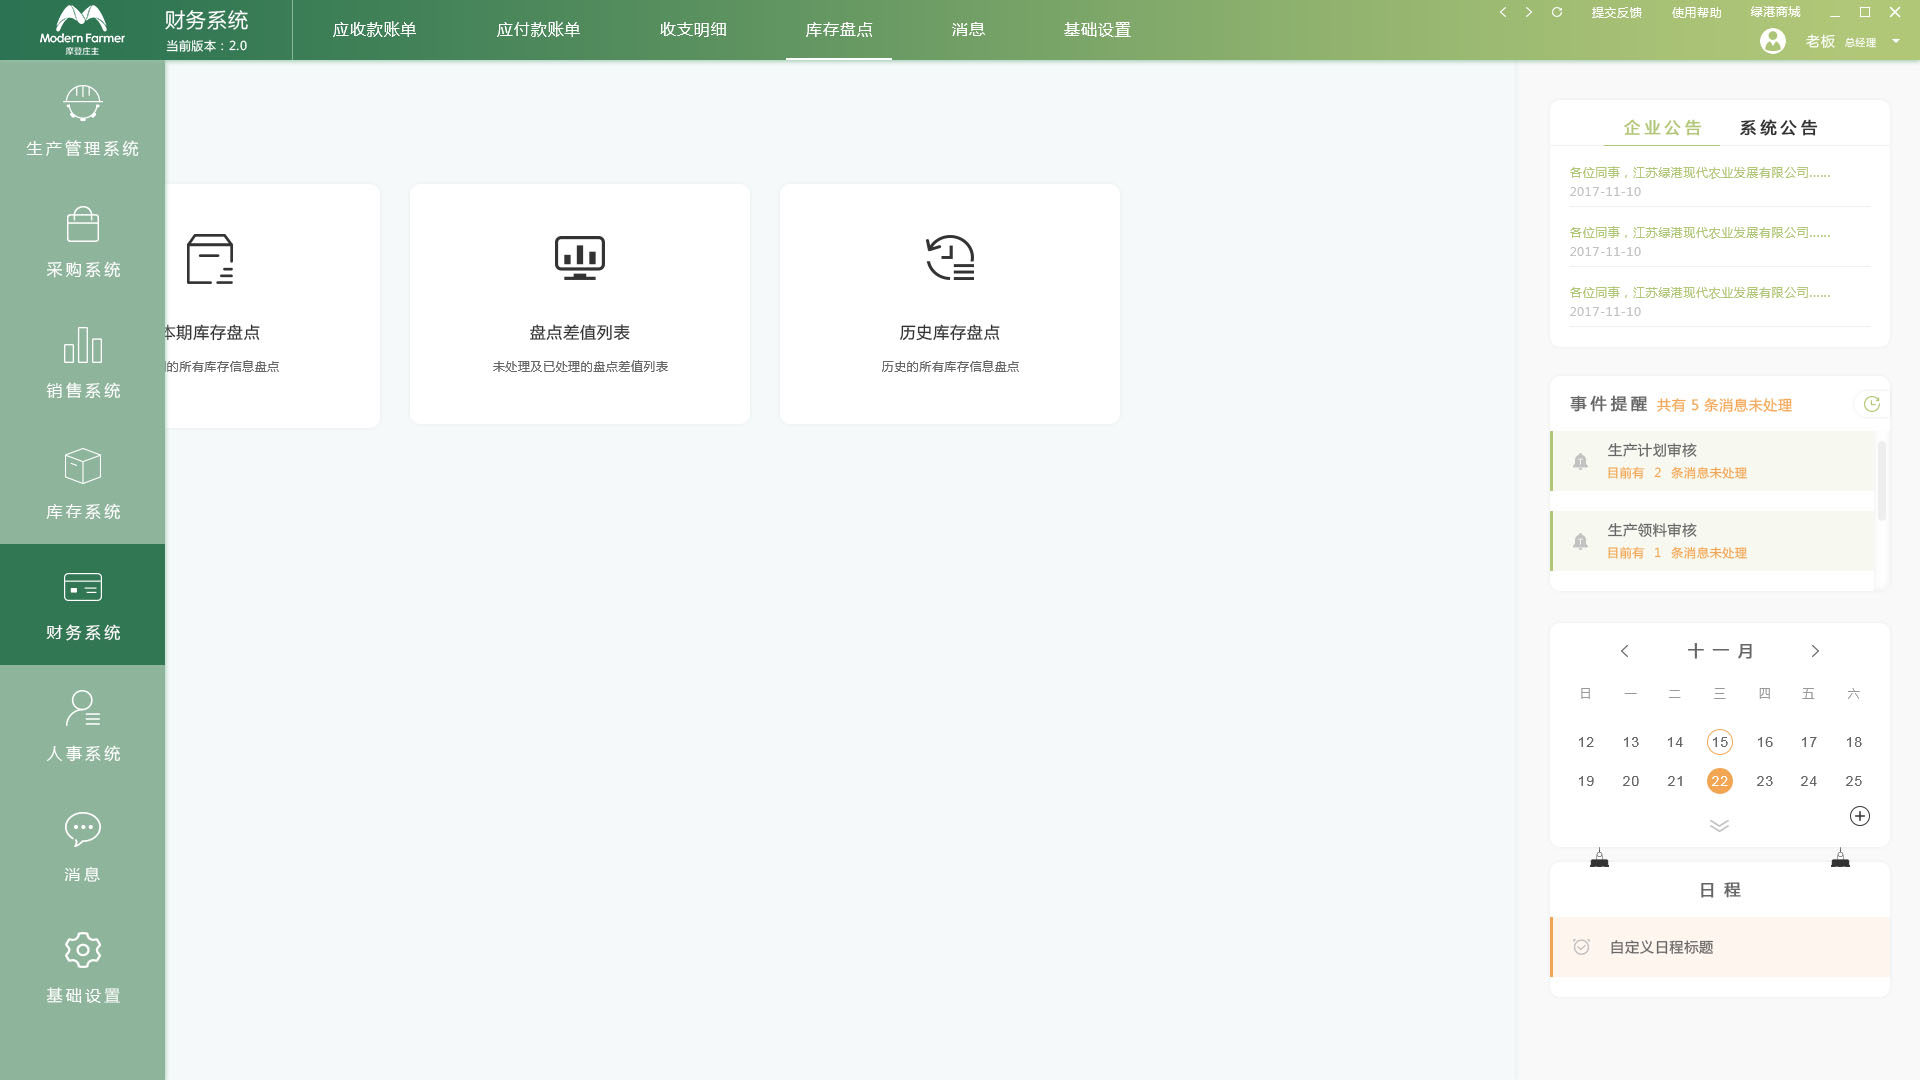 Modern Farmer
摩登庄主
财务系统
当前版本：2.0
应收款账单
应付款账单
收支明细
库存盘点
消息
基础设置
提交反馈
使用帮助
绿港商城
老板 总经理
生产管理系统
采购系统
销售系统
库存系统
财务系统
人事系统
消息
基础设置
本期库存盘点
的所有库存信息盘点
盘点差值列表
未处理及已处理的盘点差值列表
历史库存盘点
历史的所有库存信息盘点
企业公告 系统公告
各位同事，江苏绿港现代农业发展有限公司......
2017-11-10
各位同事，江苏绿港现代农业发展有限公司......
2017-11-10
各位同事，江苏绿港现代农业发展有限公司......
2017-11-10
事件提醒 共有 5 条消息未处理
生产计划审核
目前有 2 条消息未处理
生产领料审核
目前有 1 条消息未处理
十一月
日 一 二 三 四 五 六
12 13 14 15 16 17 18
19 20 21 22 23 24 25
日程
自定义日程标题